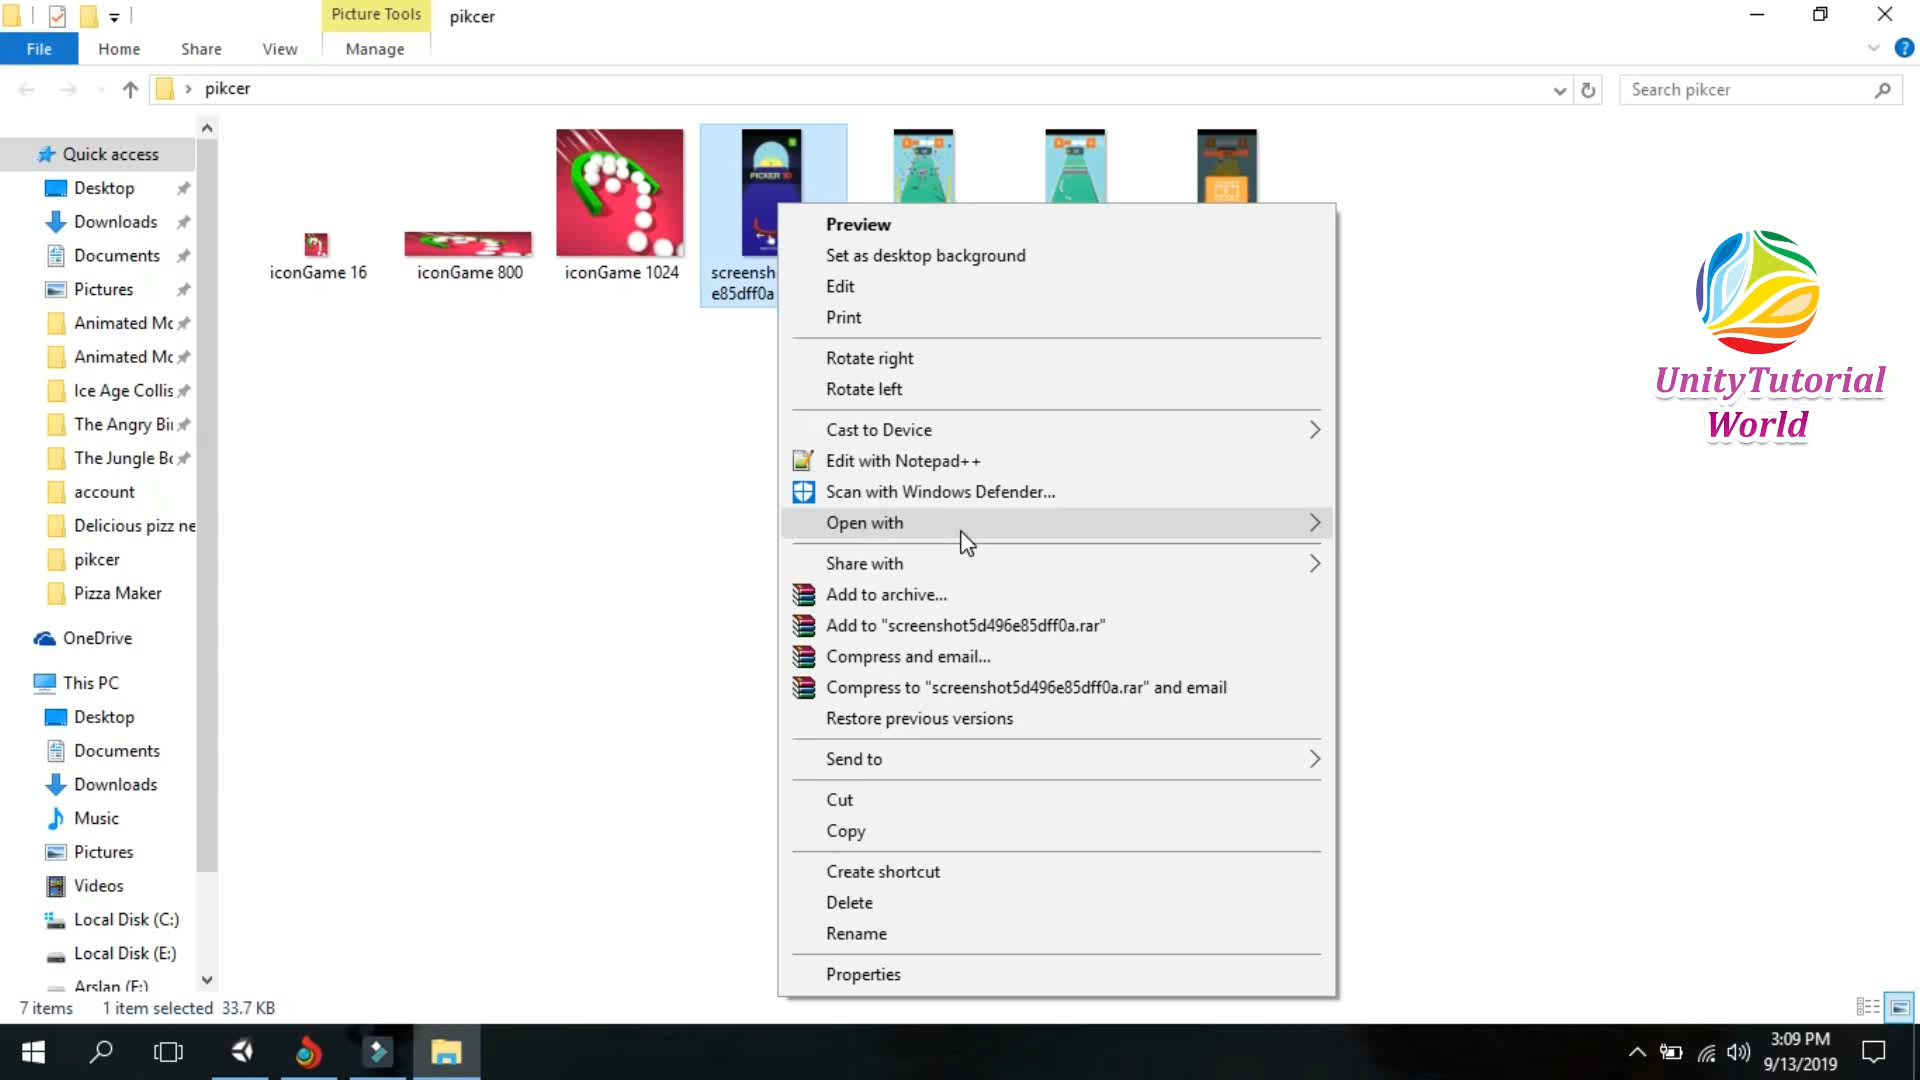 Picture Tools
pikcer
File
Home
Share
View
Manage
pikcer
Search pikcer
Quick access
Desktop
Downloads
Documents
Pictures
Animated Mc
Animated Mc
Ice Age Collis
The Angry Bir
The Jungle Bo
account
Delicious pizz ne
pikcer
Pizza Maker
OneDrive
This PC
Desktop
Documents
Downloads
Music
Pictures
Videos
Local Disk (C:)
Local Disk (E:)
Arslan (F:)
iconGame 16
iconGame 800
iconGame 1024
PICKER 3D
screensh
e85dff0a
Preview
Set as desktop background
Edit
Print
Rotate right
Rotate left
Cast to Device
Edit with Notepad++
Scan with Windows Defender...
Open with
Share with
Add to archive...
Add to "screenshot5d496e85dff0a.rar"
Compress and email...
Compress to "screenshot5d496e85dff0a.rar" and email
Restore previous versions
Send to
Cut
Copy
Create shortcut
Delete
Rename
Properties
UnityTutorial
World
7 items
1 item selected 33.7 KB
3:09 PM
9/13/2019